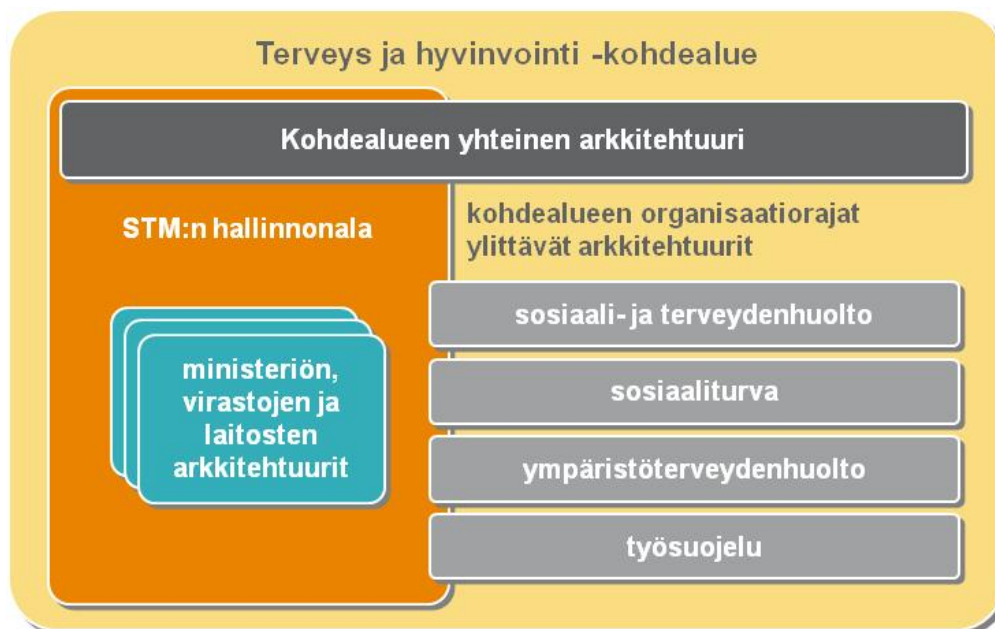 Terveys ja hyvinvointi -kohdealue
Kohdealueen yhteinen arkkitehtuuri
STM:n hallinnonala
kohdealueen organisaatiorajat
ylittävät arkkitehtuurit
ministeriön,
virastojen ja
laitosten
arkkitehtuurit
sosiaali- ja terveydenhuolto
sosiaaliturva
ympäristöterveydenhuolto
työsuojelu